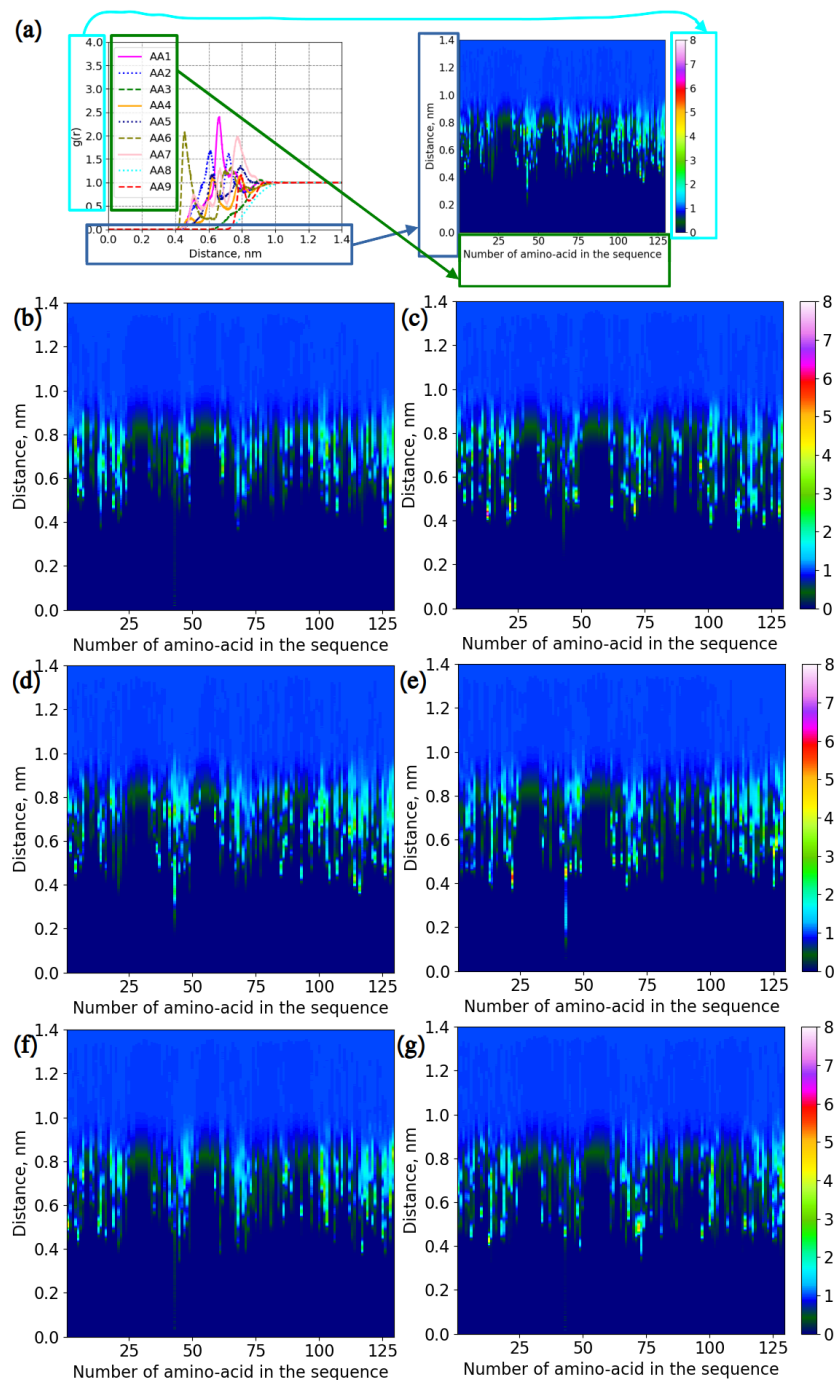 (a)
4.0
3.5
3.0
2.5
2.0
1.5
1.0
0.5
0.0
g(r)
AA1
AA2
AA3
AA4
AA5
AA6
AA7
AA8
AA9
0.0 0.2 0.4 0.6 0.8 1.0 1.2 1.4
Distance, nm
1.4
1.2
1.0
0.8
0.6
0.4
0.2
0.0
Distance, nm
0 25 50 75 100 125
Number of amino-acid in the sequence
8
7
6
5
4
3
2
1
0
(b)
1.4
1.2
1.0
0.8
0.6
0.4
0.2
0.0
Distance, nm
25 50 75 100 125
Number of amino-acid in the sequence
(c)
1.4
1.2
1.0
0.8
0.6
0.4
0.2
0.0
Distance, nm
25 50 75 100 125
Number of amino-acid in the sequence
8
7
6
5
4
3
2
1
0
(d)
1.4
1.2
1.0
0.8
0.6
0.4
0.2
0.0
Distance, nm
25 50 75 100 125
Number of amino-acid in the sequence
(e)
1.4
1.2
1.0
0.8
0.6
0.4
0.2
0.0
Distance, nm
25 50 75 100 125
Number of amino-acid in the sequence
8
7
6
5
4
3
2
1
0
(f)
1.4
1.2
1.0
0.8
0.6
0.4
0.2
0.0
Distance, nm
25 50 75 100 125
Number of amino-acid in the sequence
(g)
1.4
1.2
1.0
0.8
0.6
0.4
0.2
0.0
Distance, nm
25 50 75 100 125
Number of amino-acid in the sequence
8
7
6
5
4
3
2
1
0